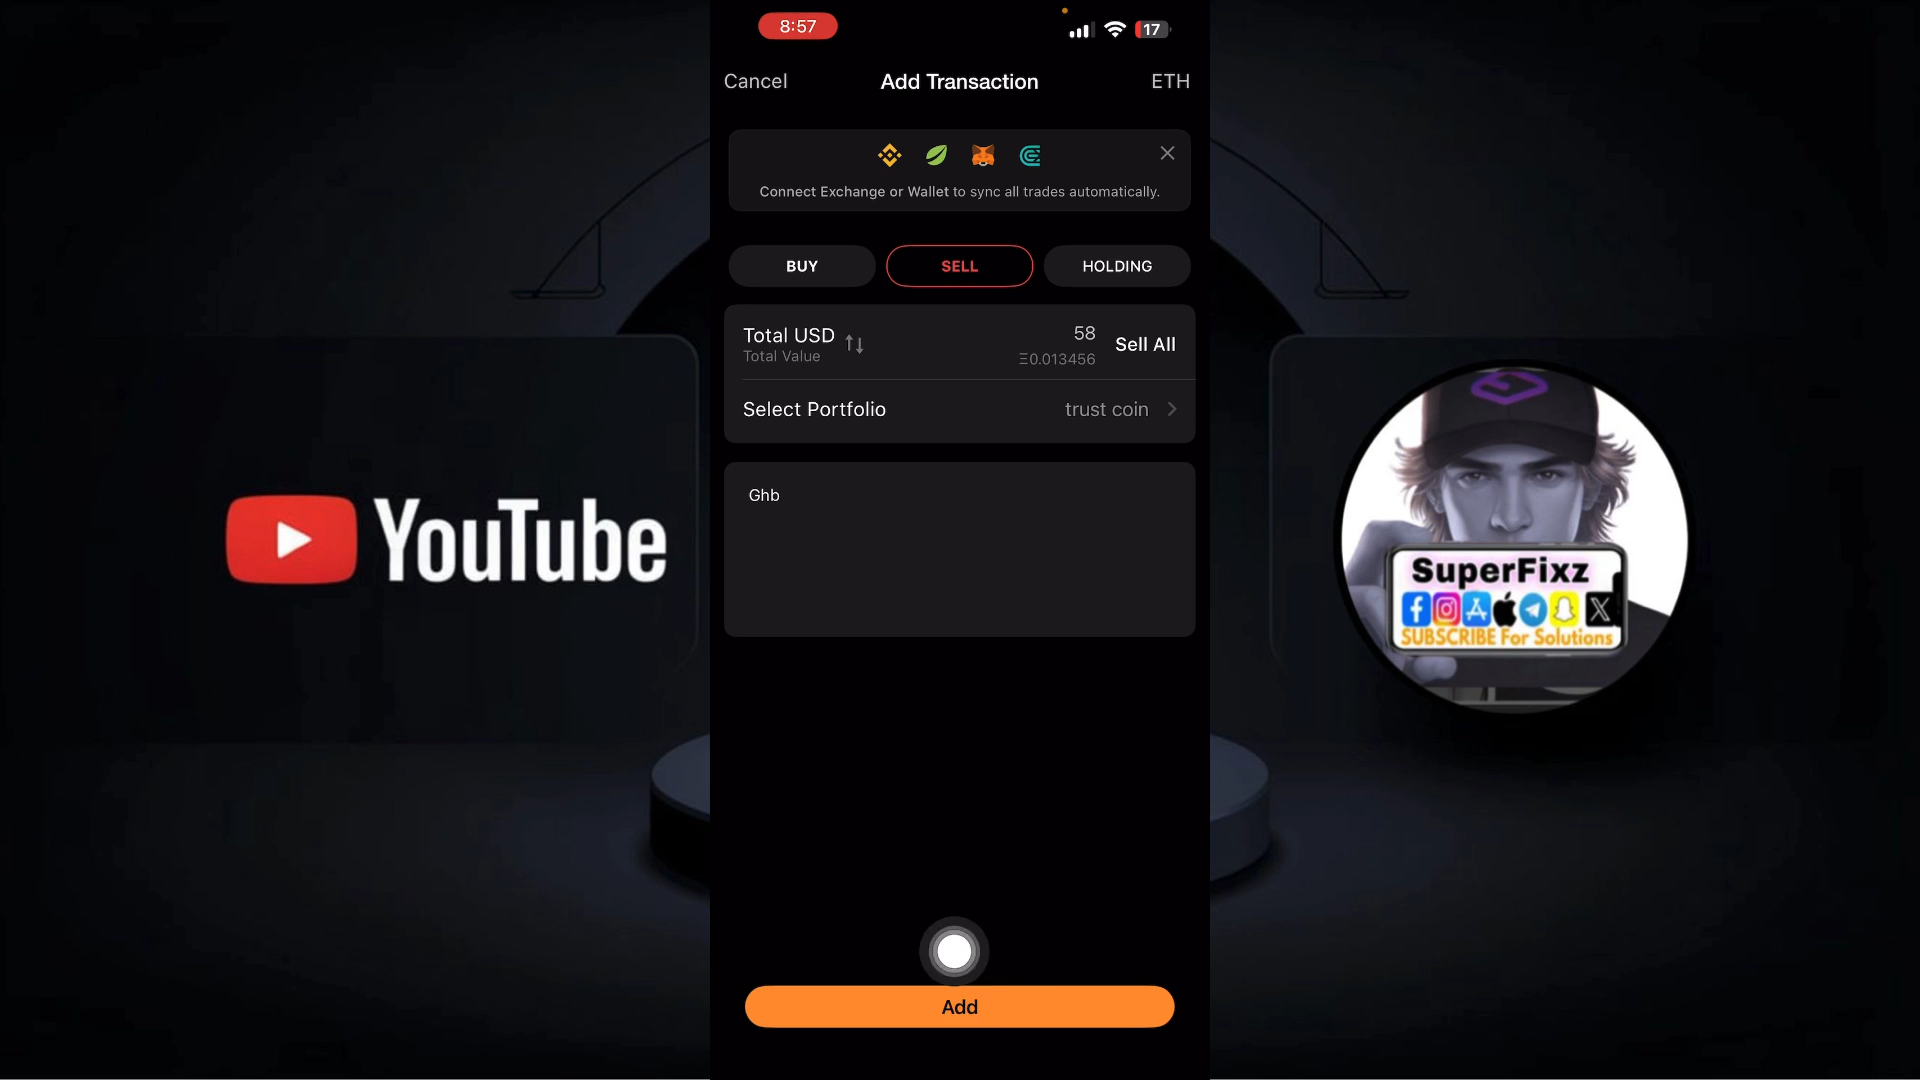 8:57
17
Cancel
Add Transaction
ETH
Connect Exchange or Wallet to sync all trades automatically.
BUY
SELL
HOLDING
Total USD
Total Value
58
Ξ0.013456
Sell All
Select Portfolio
trust coin
Ghb
Add
YouTube
SuperFixz
SUBSCRIBE For Solutions